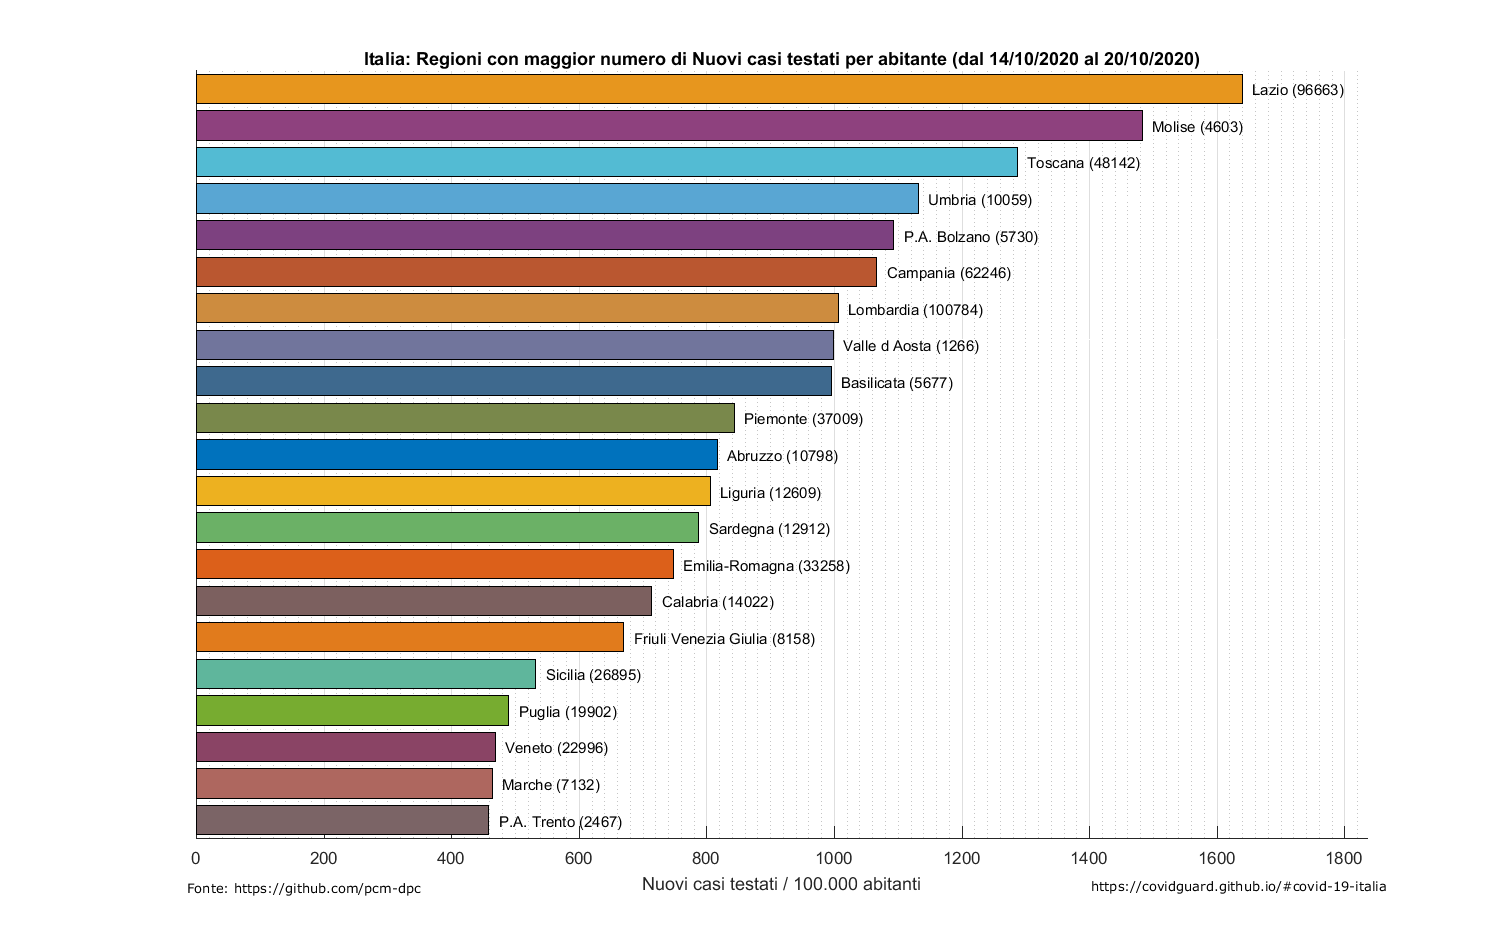 Italia: Regioni con maggior numero di Nuovi casi testati per abitante (dal 14/10/2020 al 20/10/2020)
Lazio (96663)
Molise (4603)
Toscana (48142)
Umbria (10059)
P.A. Bolzano (5730)
Campania (62246)
Lombardia (100784)
Valle d Aosta (1266)
Basilicata (5677)
Piemonte (37009)
Abruzzo (10798)
Liguria (12609)
Sardegna (12912)
Emilia-Romagna (33258)
Calabria (14022)
Friuli Venezia Giulia (8158)
Sicilia (26895)
Puglia (19902)
Veneto (22996)
Marche (7132)
P.A. Trento (2467)
0 200 400 600 800 1000 1200 1400 1600 1800
Nuovi casi testati / 100.000 abitanti
Fonte: https://github.com/pcm-dpc
https://covidguard.github.io/#covid-19-italia